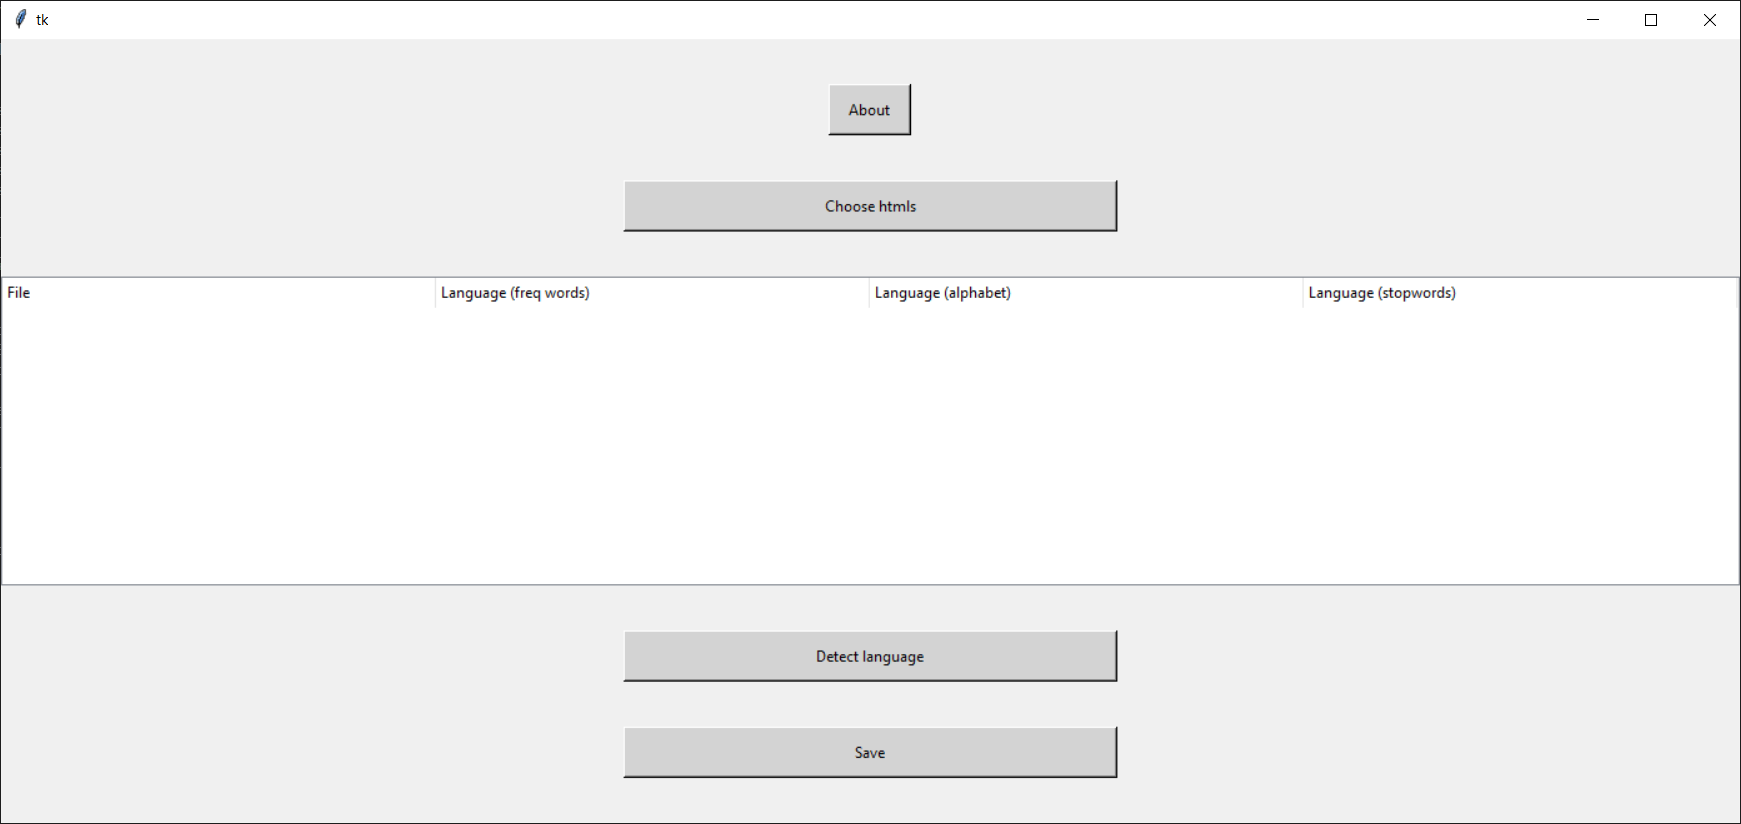 tk
About
Choose htmls
File Language (freq words) Language (alphabet) Language (stopwords)
Detect language
Save